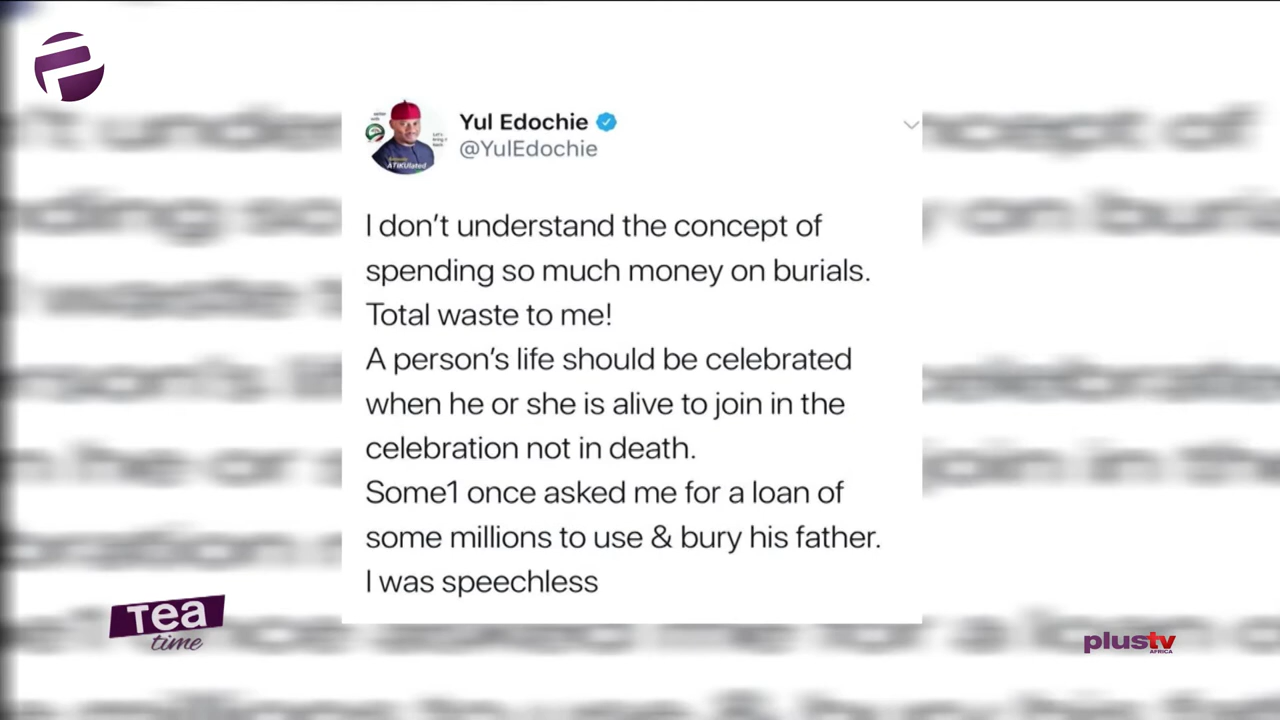 Yul Edochie
@YulEdochie
ATIKUlated
I don't understand the concept of
spending so much money on burials.
Total waste to me!
A person's life should be celebrated
when he or she is alive to join in the
celebration not in death.
Some1 once asked me for a loan of
some millions to use & bury his father.
I was speechless
Tea
time
plustv
AFRICA